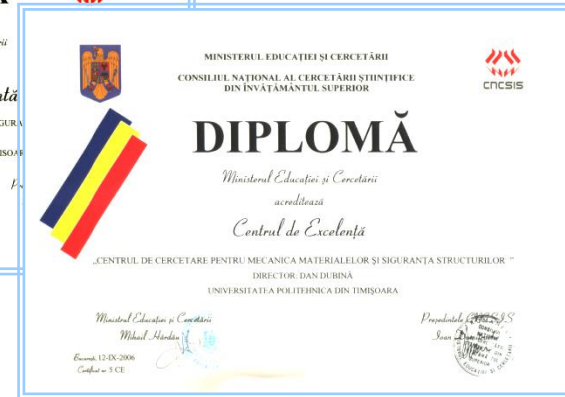 MINISTERUL EDUCAȚIEI ȘI CERCETĂRII
CONSILIUL NAȚIONAL AL CERCETĂRII ȘTIINȚIFICE
DIN ÎNVĂȚĂMÂNTUL SUPERIOR
CNCSIS
DIPLOMĂ
Ministerul Educației și Cercetării
acreditează
Centrul de Excelență
„CENTRUL DE CERCETARE PENTRU MECANICA MATERIALELOR ȘI SIGURANȚA STRUCTURILOR ”
DIRECTOR: DAN DUBINĂ
UNIVERSITATEA POLITEHNICA DIN TIMIȘOARA
Ministrul Educației și Cercetării
Mihail Hărdău
Președintele CNCSIS
Ioan
București, 12-IX-2006
Certificat nr. 5 CE